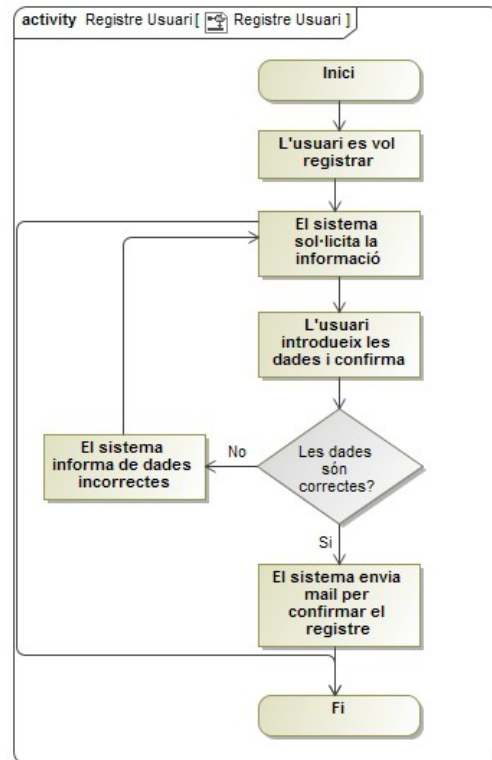 activity Registre Usuari[ Registre Usuari ]
Inici
L'usuari es vol
registrar
El sistema
sol·licita la
informació
L'usuari
introdueix les
dades i confirma
Les dades
són
correctes?
No
El sistema
informa de dades
incorrectes
Si
El sistema envia
mail per
confirmar el
registre
Fi